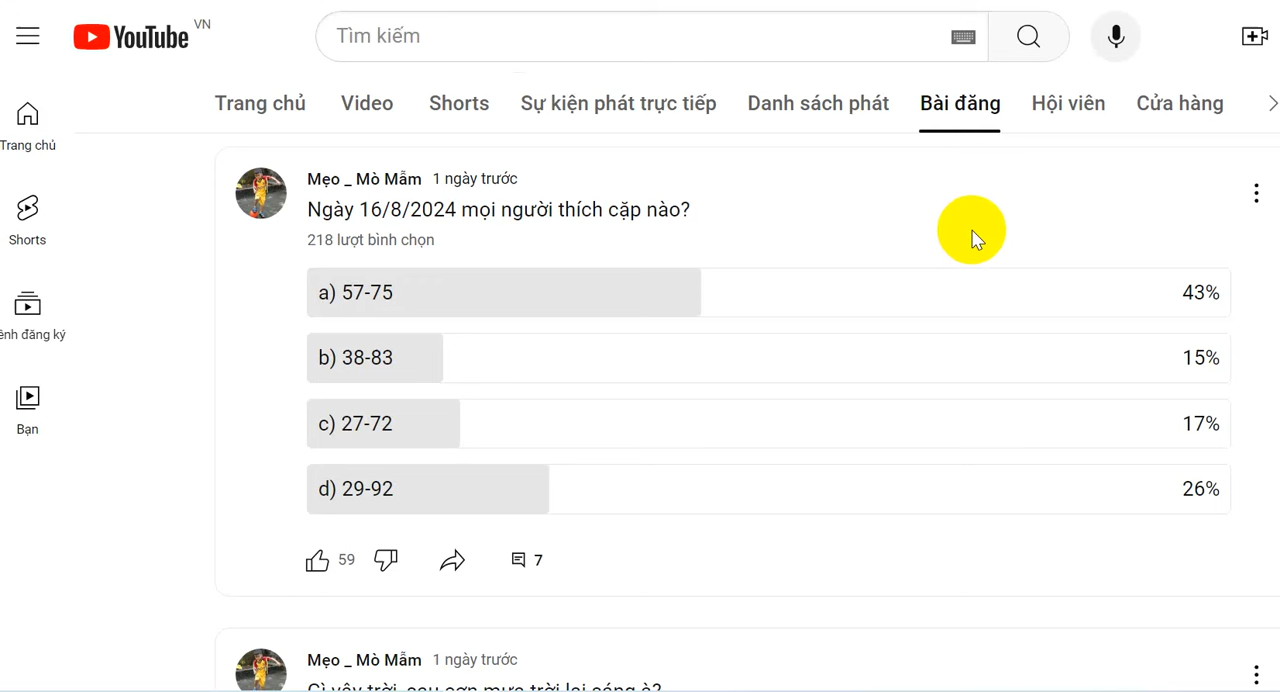 YouTube VN
Tìm kiếm
Trang chủ Video Shorts Sự kiện phát trực tiếp Danh sách phát Bài đăng Hội viên Cửa hàng
Trang chủ
Shorts
ênh đăng ký
Bạn
Mẹo _ Mò Mẫm 1 ngày trước
Ngày 16/8/2024 mọi người thích cặp nào?
218 lượt bình chọn
a) 57-75 43%
b) 38-83 15%
c) 27-72 17%
d) 29-92 26%
59 7
Mẹo _ Mò Mẫm 1 ngày trước